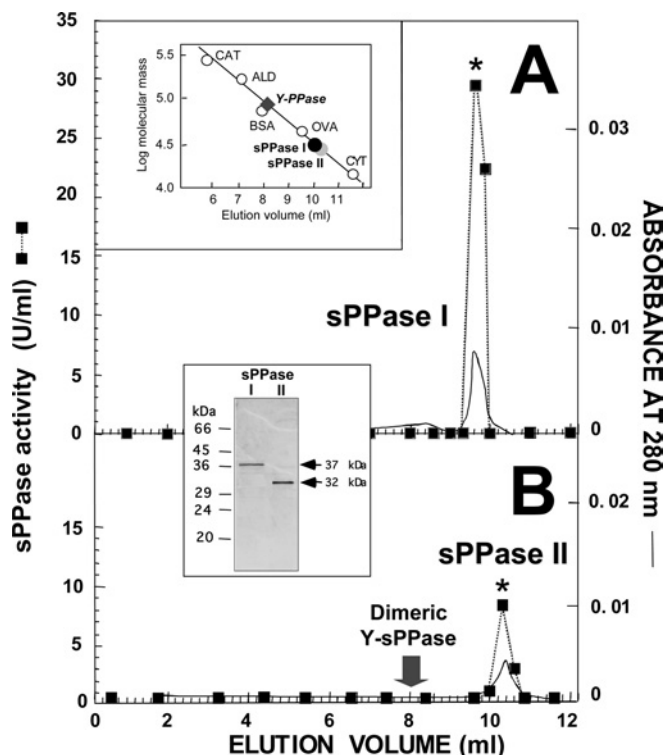 35
30
25
20
15
10
5
0
A
*
sPPase I
5.5
5.0
4.5
4.0
Log molecular mass
CAT
ALD
Y-PPase
BSA
OVA
sPPase I
sPPase II
CYT
6 7 8 9 10 11
Elution volume (ml)
0.03
0.02
0.01
0
sPPase activity (U/ml)
ABSORBANCE AT 280 nm
sPPase
I II
kDa
66
45
36
29
24
20
37 kDa
32 kDa
B
sPPase II
*
Dimeric
Y-sPPase
15
10
5
0
0.02
0.01
0
0 2 4 6 8 10 12
ELUTION VOLUME (ml)